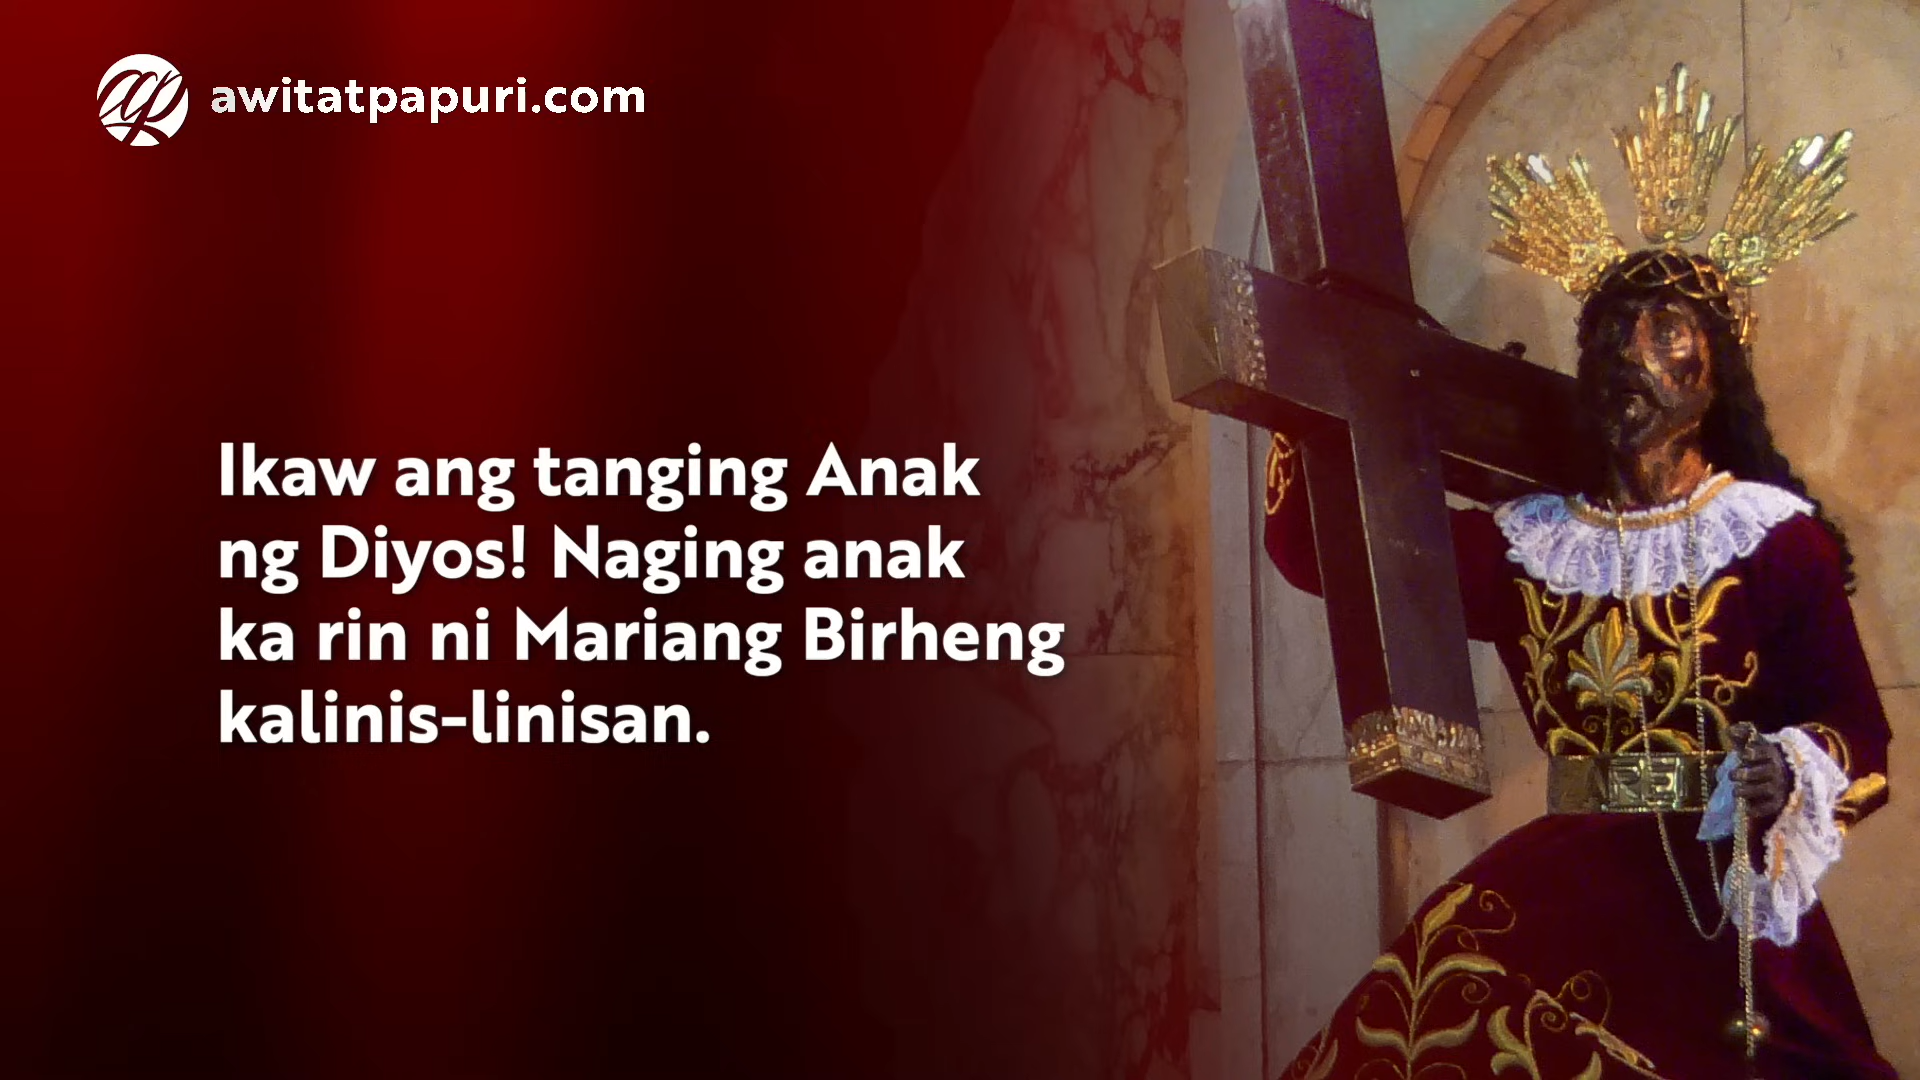 awitatpapuri.com
Ikaw ang tanging Anak
ng Diyos! Naging anak
ka rin ni Mariang Birheng
kalinis-linisan.